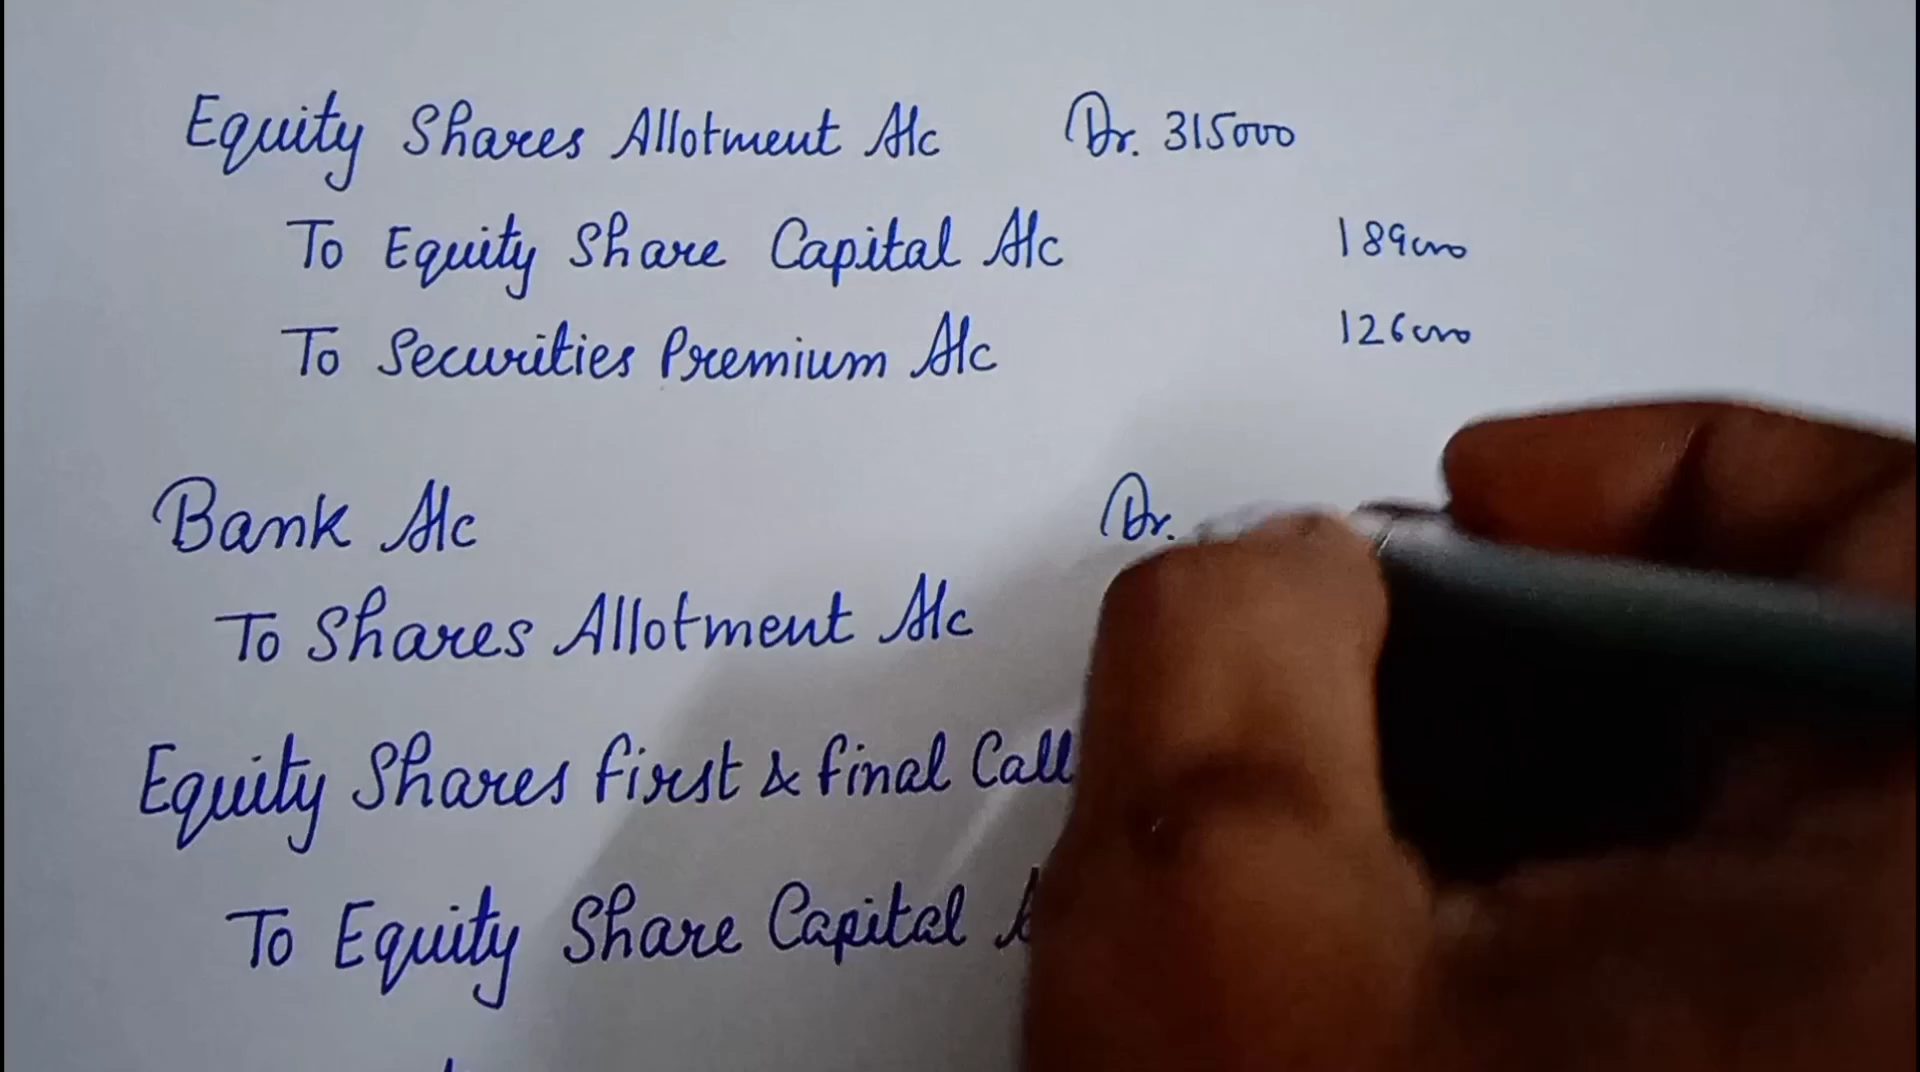 Equity Shares Allotment A/c Dr. 315000
To Equity Share Capital A/c 189000
To Securities Premium A/c 126000
Bank A/c Dr.
To Shares Allotment A/c
Equity Shares first & final Call
To Equity Share Capital